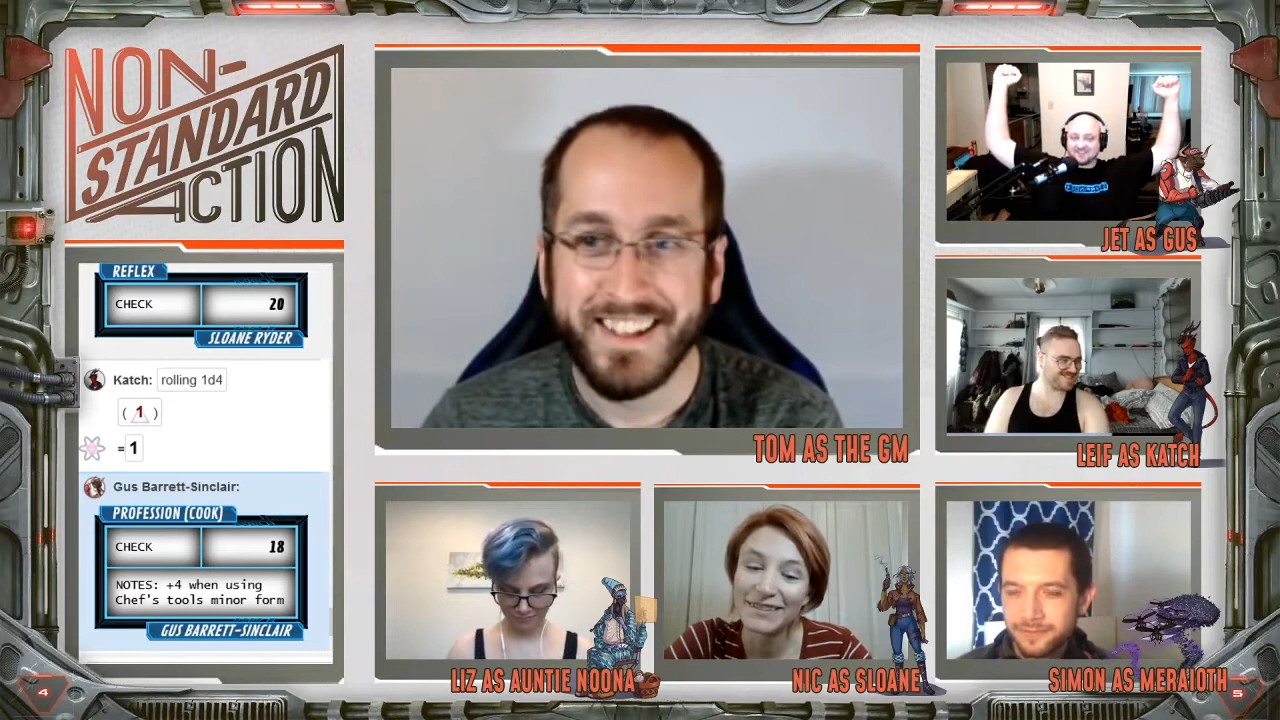 NON-
STANDARD
ACTION
REFLEX
CHECK 20
SLOANE RYDER
Katch: rolling 1d4
( 1 )
= 1
Gus Barrett-Sinclair:
PROFESSION (COOK)
CHECK 18
NOTES: +4 when using
Chef's tools minor form
GUS BARRETT-SINCLAIR
TOM AS THE GM
JET AS GUS
LEIF AS KATCH
LIZ AS AUNTIE NOONA
NIC AS SLOANE
SIMON AS MERAIOTH
4
5